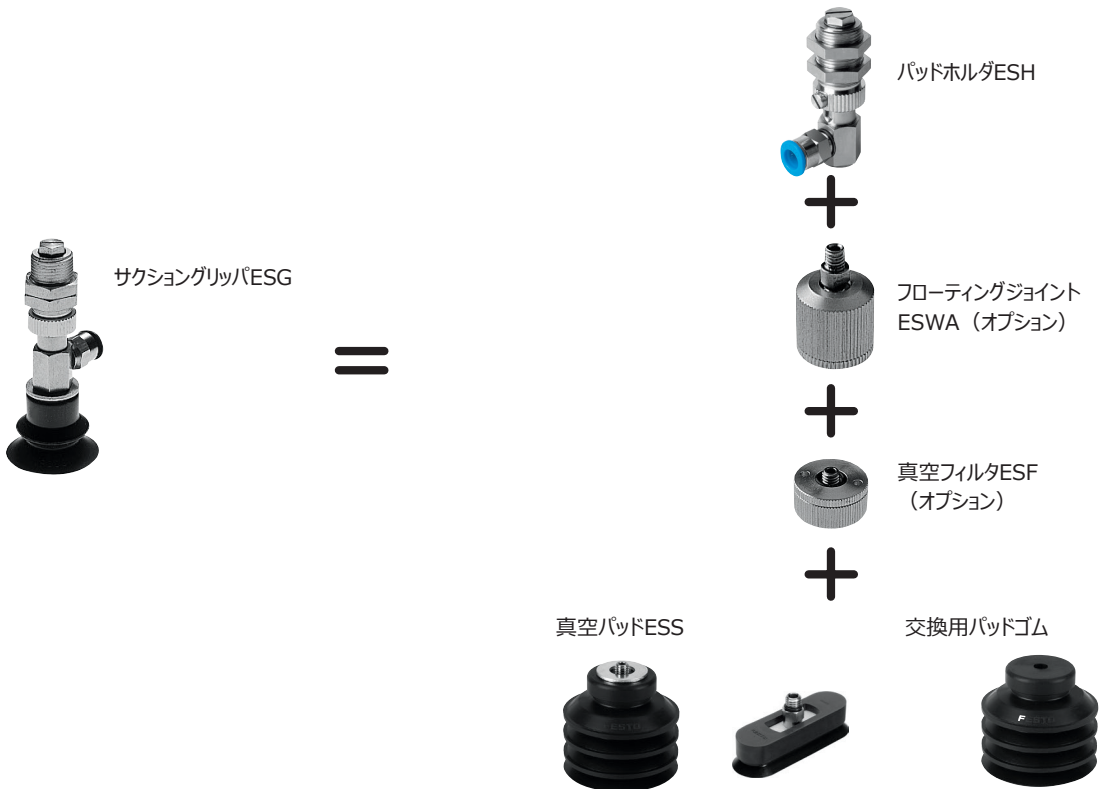 パッドホルダESH
サクショングリッパESG
フローティングジョイント
ESWA（オプション）
真空フィルタESF
（オプション）
真空パッドESS
交換用パッドゴム
FESTO